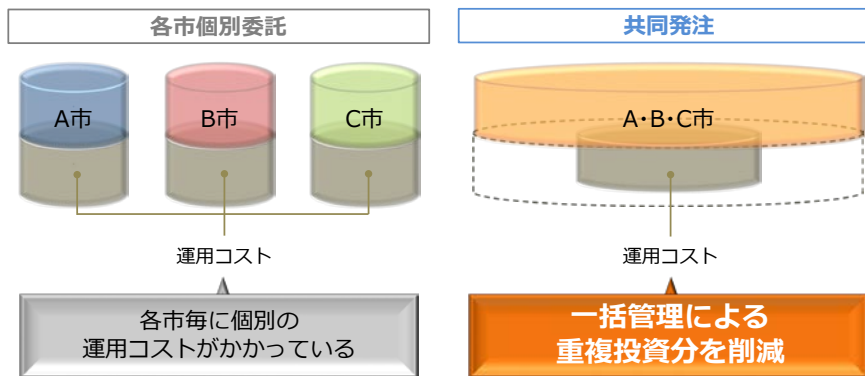 各市個別委託
共同発注
A市
B市
C市
A・B・C市
運用コスト
運用コスト
各市毎に個別の
運用コストがかかっている
一括管理による
重複投資分を削減